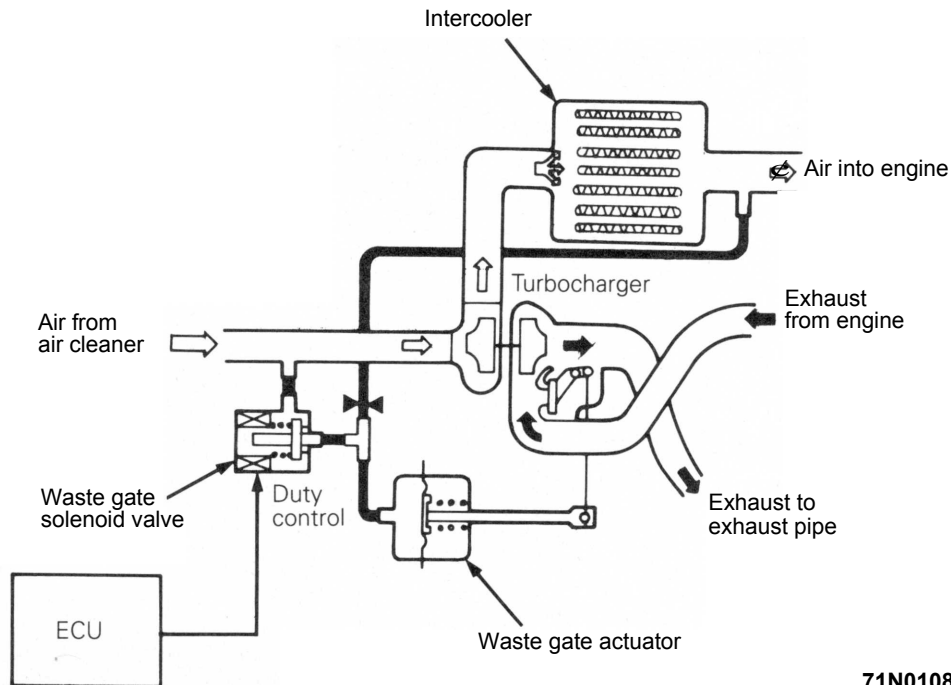 Intercooler
Air into engine
Turbocharger
Exhaust
from engine
Air from
air cleaner
Waste gate
solenoid valve
Duty
control
Exhaust to
exhaust pipe
ECU
Waste gate actuator
71N0108